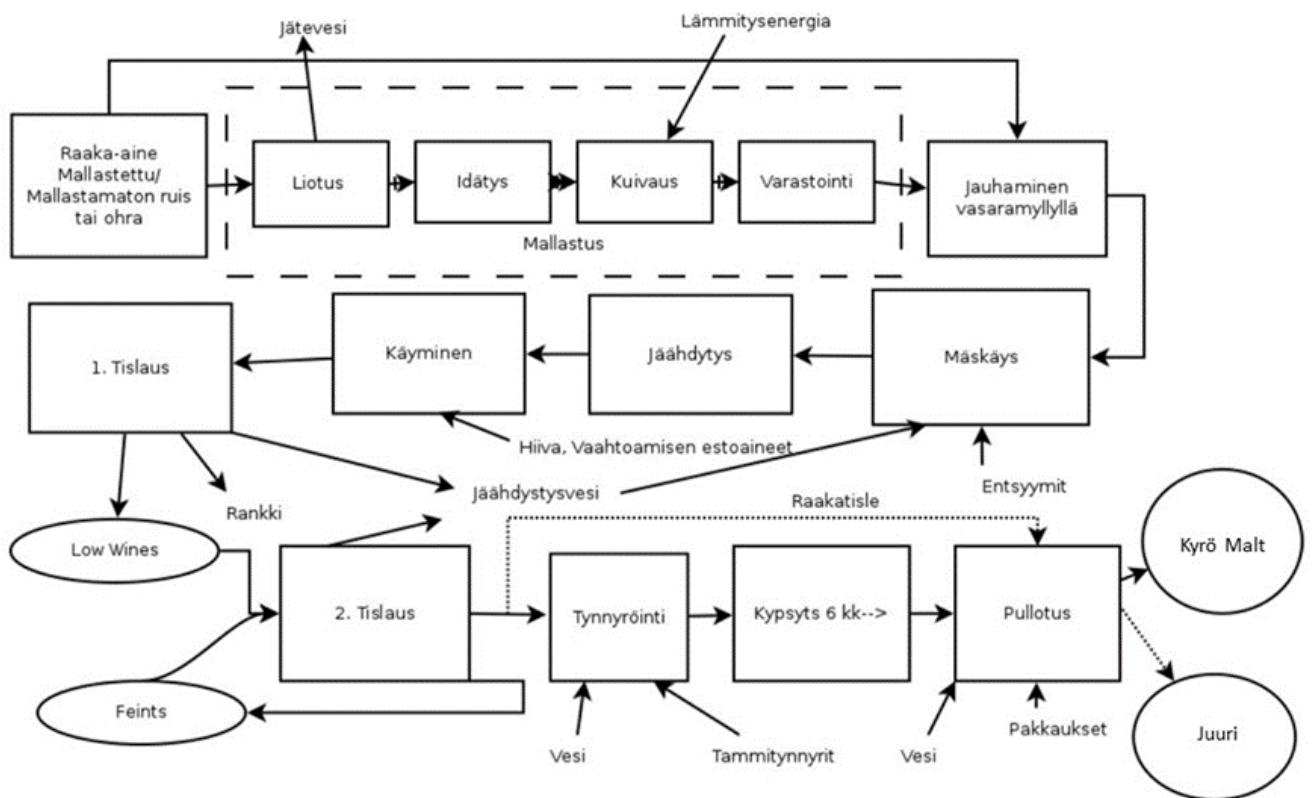 Jätevesi
Lämmitysenergia
Raaka-aine
Mallastettu/
Mallastamaton ruis
tai ohra
Liotus
Idätys
Kuivaus
Varastointi
Mallastus
Jauhaminen
vasaramyllyllä
1. Tislaus
Käyminen
Jäähdytys
Mäskäys
Hiiva, Vaahtoamisen estoaineet
Jäähdystysvesi
Entsyymit
Rankki
Raakatisle
Low Wines
2. Tislaus
Tynnyröinti
Kypsyts 6 kk-->
Pullotus
Kyrö Malt
Feints
Vesi
Tammitynnyrit
Vesi
Pakkaukset
Juuri